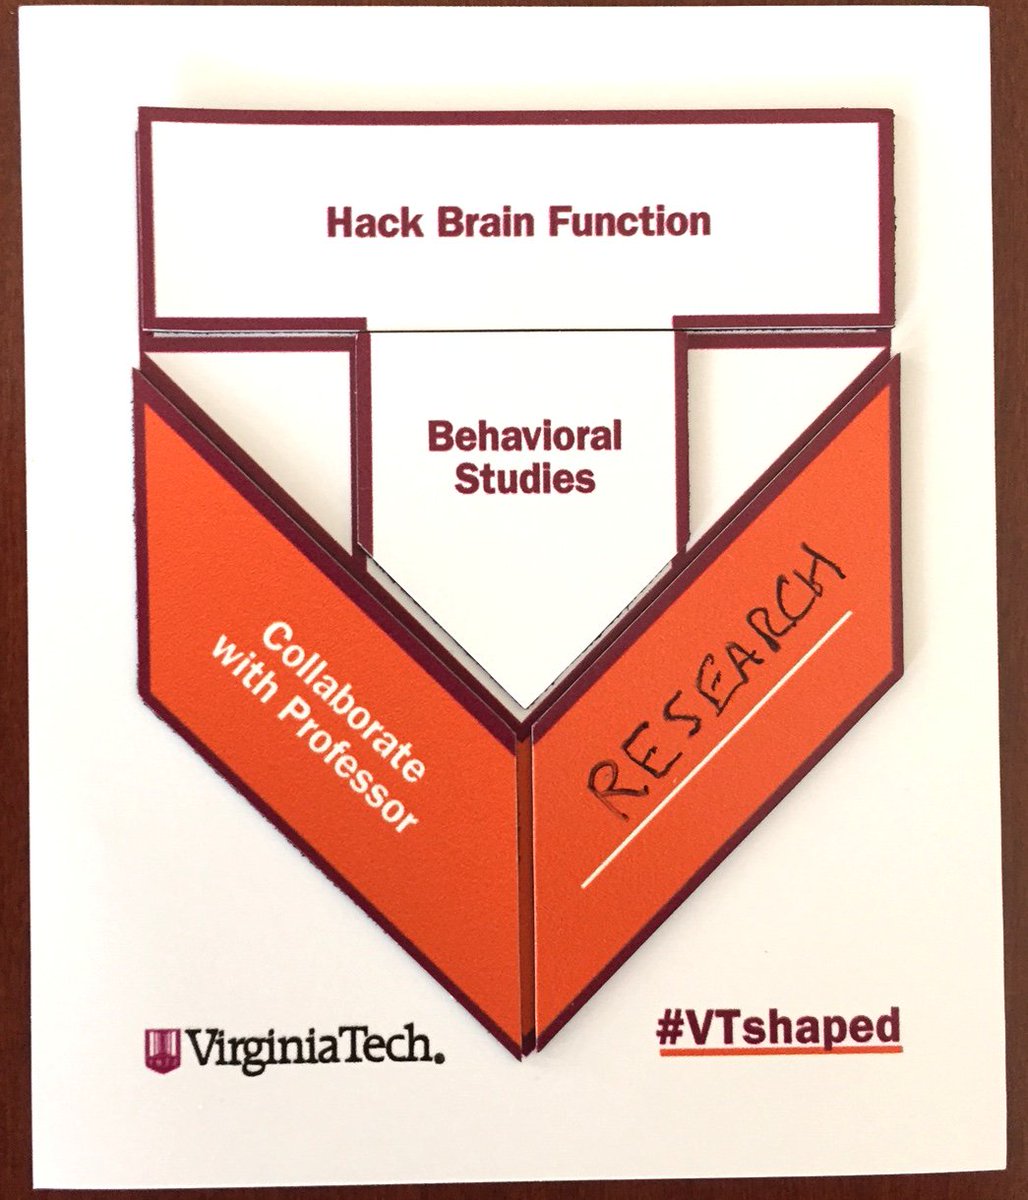 Hack Brain Function
Behavioral
Studies
Collaborate
with Professor
RESEARCH
VirginiaTech.
#VTshaped